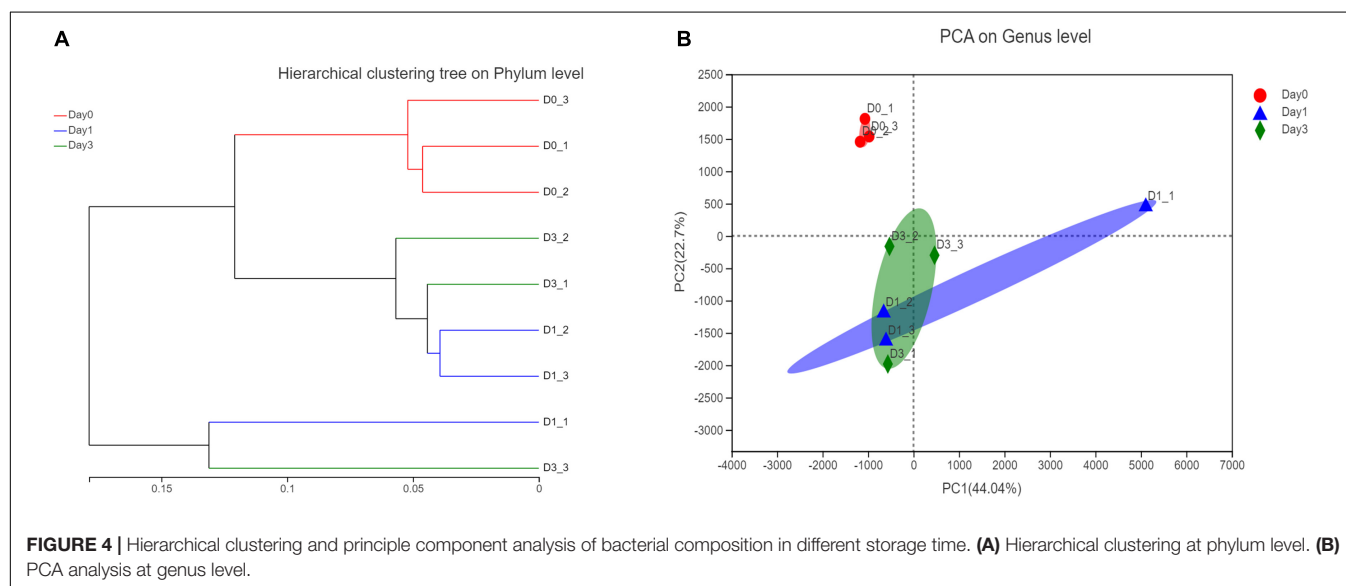 A
Hierarchical clustering tree on Phylum level
Day0
Day1
Day3
D0_3
D0_1
D0_2
D3_2
D3_1
D1_2
D1_3
D1_1
D3_3
0.15
0.1
0.05
0
B
PCA on Genus level
PC2(22.7%)
2500
2000
1500
1000
500
0
-500
-1000
-1500
-2000
-2500
-3000
D0_1
D0_3
D0_2
D1_1
D3_2
D3_3
D1_2
D1_3
D3_1
-4000 -3000 -2000 -1000 0 1000 2000 3000 4000 5000 6000 7000
PC1(44.04%)
Day0
Day1
Day3
FIGURE 4 | Hierarchical clustering and principle component analysis of bacterial composition in different storage time. (A) Hierarchical clustering at phylum level. (B)
PCA analysis at genus level.